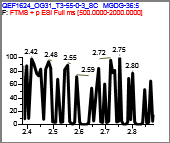 QEF1624_OG31_T3-55-0-3_SC MGDG-36:5
F: FTMS + p ESI Full ms [500.0000-2000.0000]
2.42 2.48 2.55 2.59 2.72 2.75 2.80
100
80
60
40
20
0
2.4 2.5 2.6 2.7 2.8